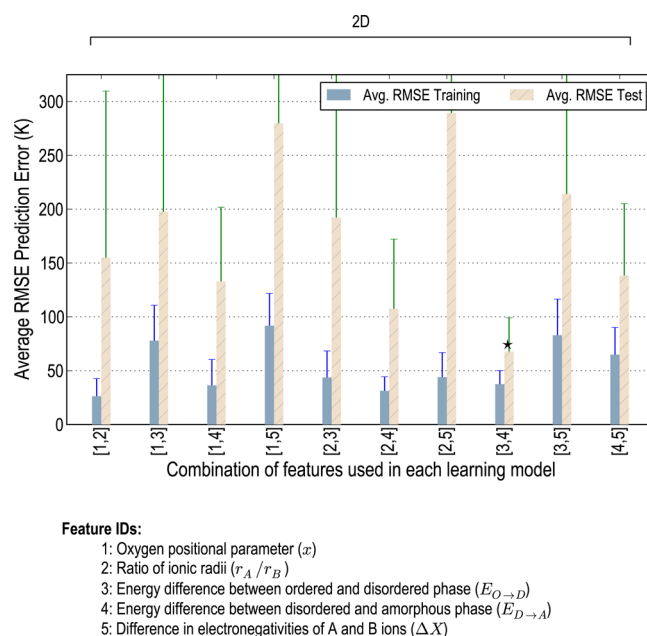 2D
Avg. RMSE Training Avg. RMSE Test
300
250
200
150
100
50
0
Average RMSE Prediction Error (K)
[1,2] [1,3] [1,4] [1,5] [2,3] [2,4] [2,5] [3,4] [3,5] [4,5]
Combination of features used in each learning model
Feature IDs:
1: Oxygen positional parameter (x)
2: Ratio of ionic radii (r_A/r_B)
3: Energy difference between ordered and disordered phase (E_{O→D})
4: Energy difference between disordered and amorphous phase (E_{D→A})
5: Difference in electronegativities of A and B ions (ΔX)